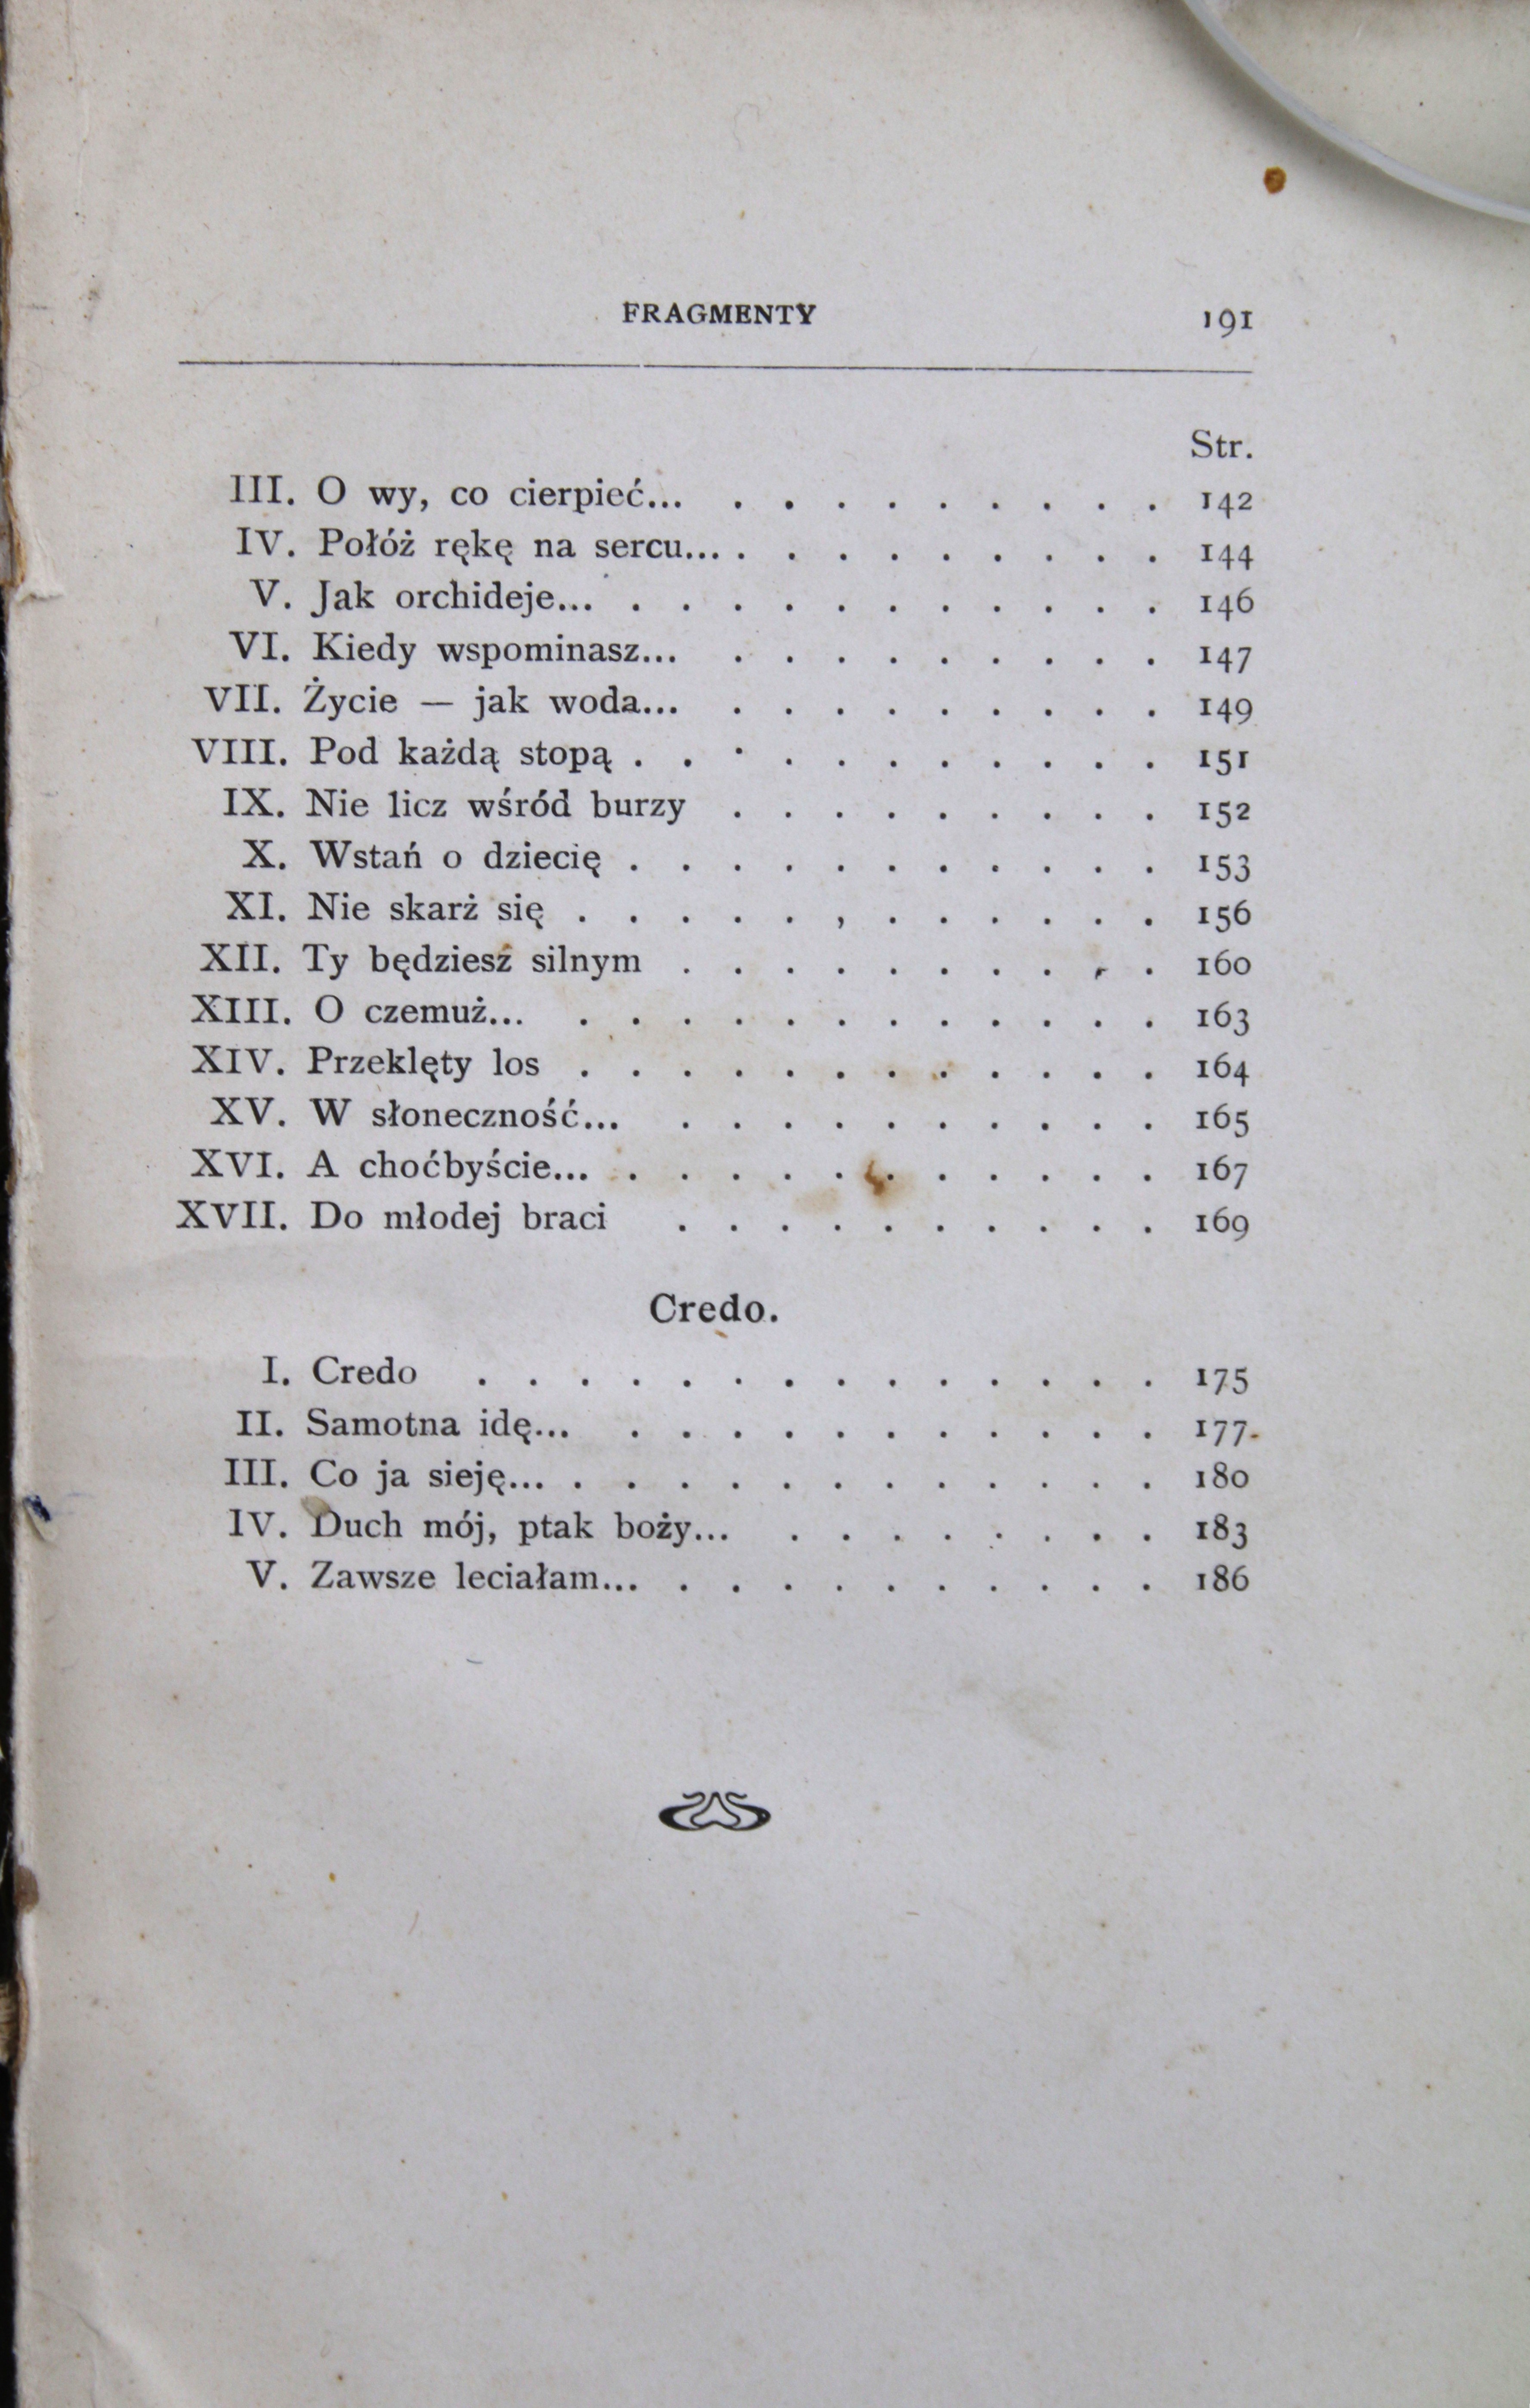 FRAGMENTY 191
Str.
III. O wy, co cierpieć... . . . . . . . . . 142
IV. Połóż rękę na sercu... . . . . . . . . . 144
V. Jak orchideje... . . . . . . . . . . . 146
VI. Kiedy wspominasz... . . . . . . . . . 147
VII. Życie — jak woda... . . . . . . . . . 149
VIII. Pod każdą stopą . . . . . . . . . . . 151
IX. Nie licz wśród burzy . . . . . . . . . 152
X. Wstań o dziecię . . . . . . . . . . . 153
XI. Nie skarż się . . . . . , . . . . . . 156
XII. Ty będziesz silnym . . . . . . . . . . 160
XIII. O czemuż... . . . . . . . . . . . . 163
XIV. Przeklęty los . . . . . . . . . . . . 164
XV. W słoneczność... . . . . . . . . . . 165
XVI. A choćbyście... . . . . . . . . . . . 167
XVII. Do młodej braci . . . . . . . . . . 169
Credo.
I. Credo . . . . . . . . . . . . . . 175
II. Samotna idę... . . . . . . . . . . . 177
III. Co ja sieję... . . . . . . . . . . . . 180
IV. Duch mój, ptak boży... . . . . . . . . 183
V. Zawsze leciałam... . . . . . . . . . . 186